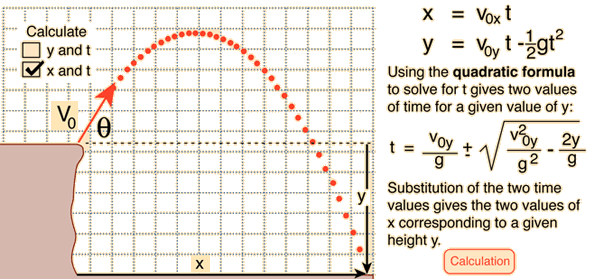 Calculate
y and t
x and t
V₀
θ
y
x
x = v₀ₓ t
y = v₀y t - ½gt²
Using the quadratic formula
to solve for t gives two values
of time for a given value of y:
t = v₀y/g ± √(v²₀y/g² - 2y/g)
Substitution of the two time
values gives the two values of
x corresponding to a given
height y.
Calculation